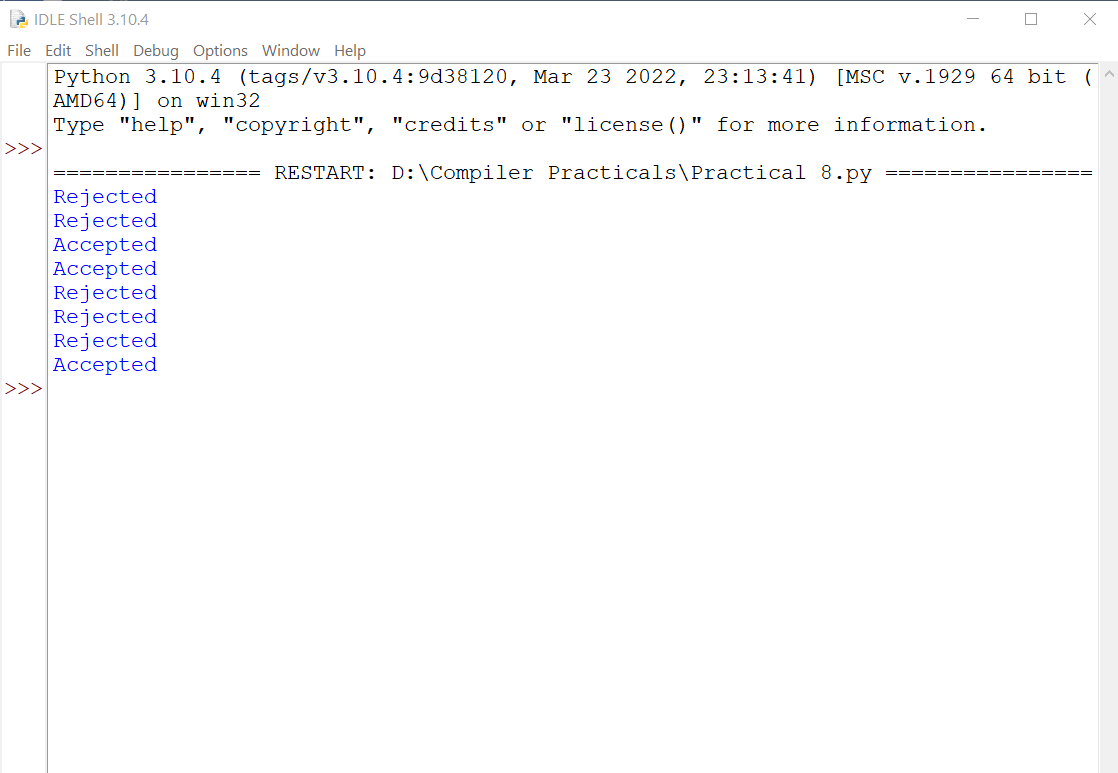 IDLE Shell 3.10.4
File Edit Shell Debug Options Window Help
Python 3.10.4 (tags/v3.10.4:9d38120, Mar 23 2022, 23:13:41) [MSC v.1929 64 bit (
AMD64)] on win32
Type "help", "copyright", "credits" or "license()" for more information.
>>>
================ RESTART: D:\Compiler Practicals\Practical 8.py ================
Rejected
Rejected
Accepted
Accepted
Rejected
Rejected
Rejected
Accepted
>>>